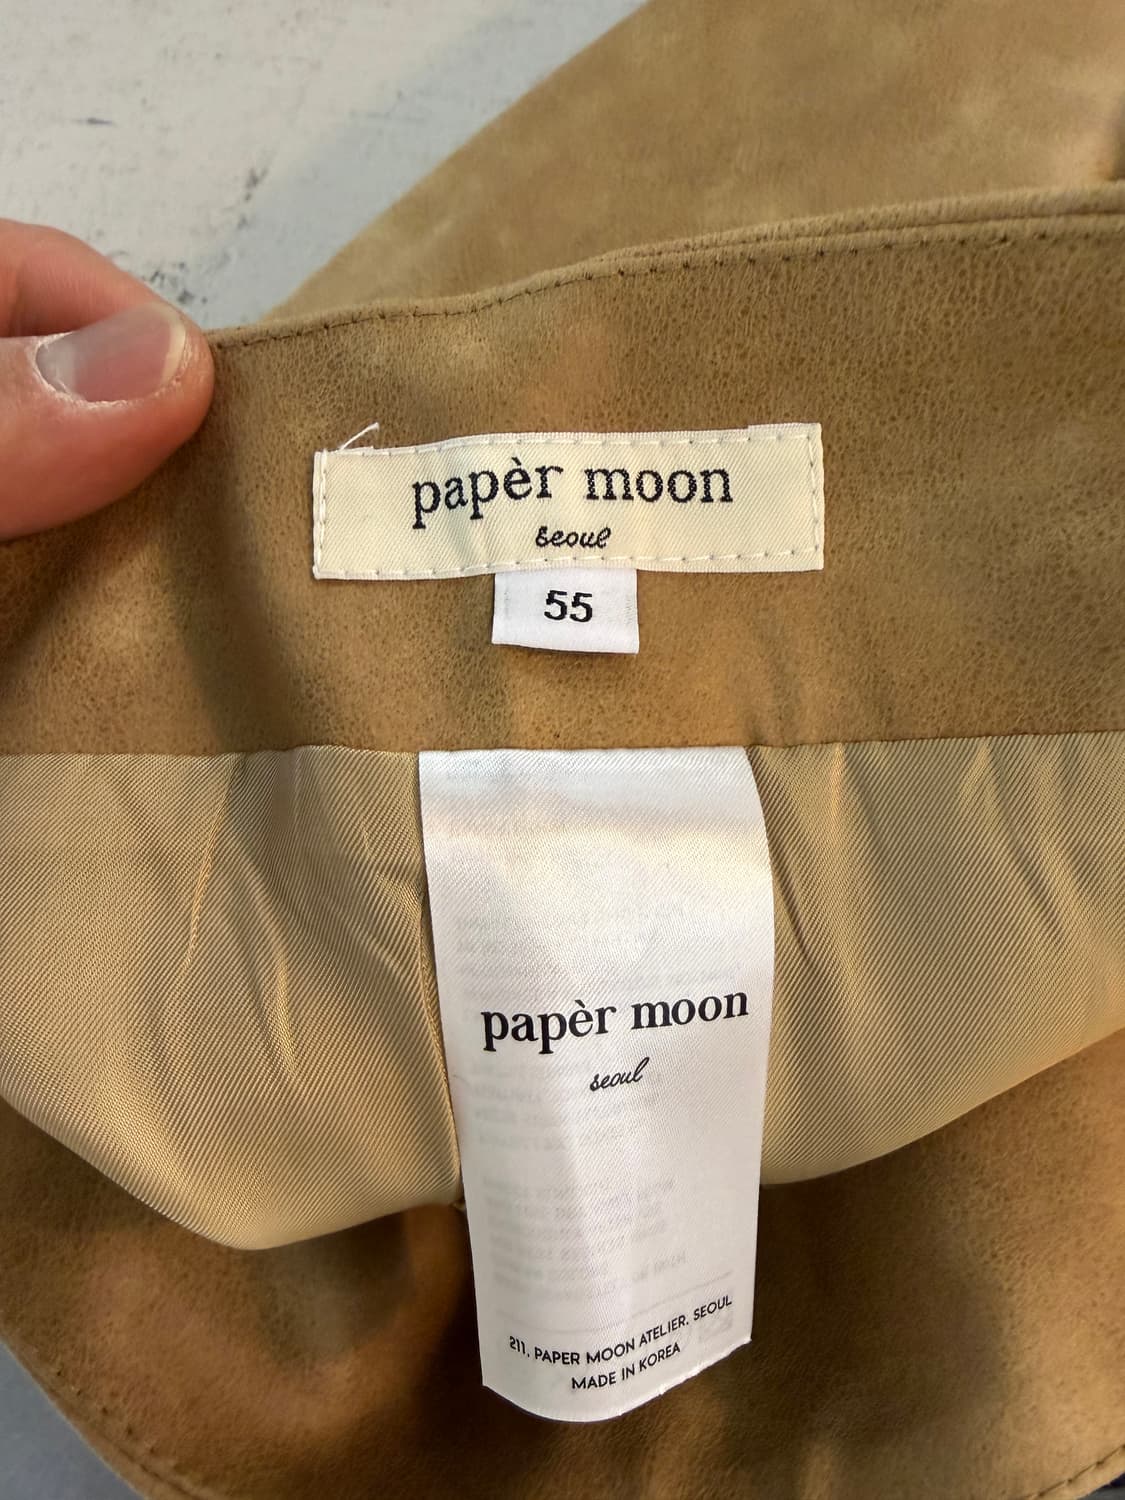 papèr moon
seoul
55
papèr moon
seoul
211, PAPER MOON ATELIER. SEOUL
MADE IN KOREA